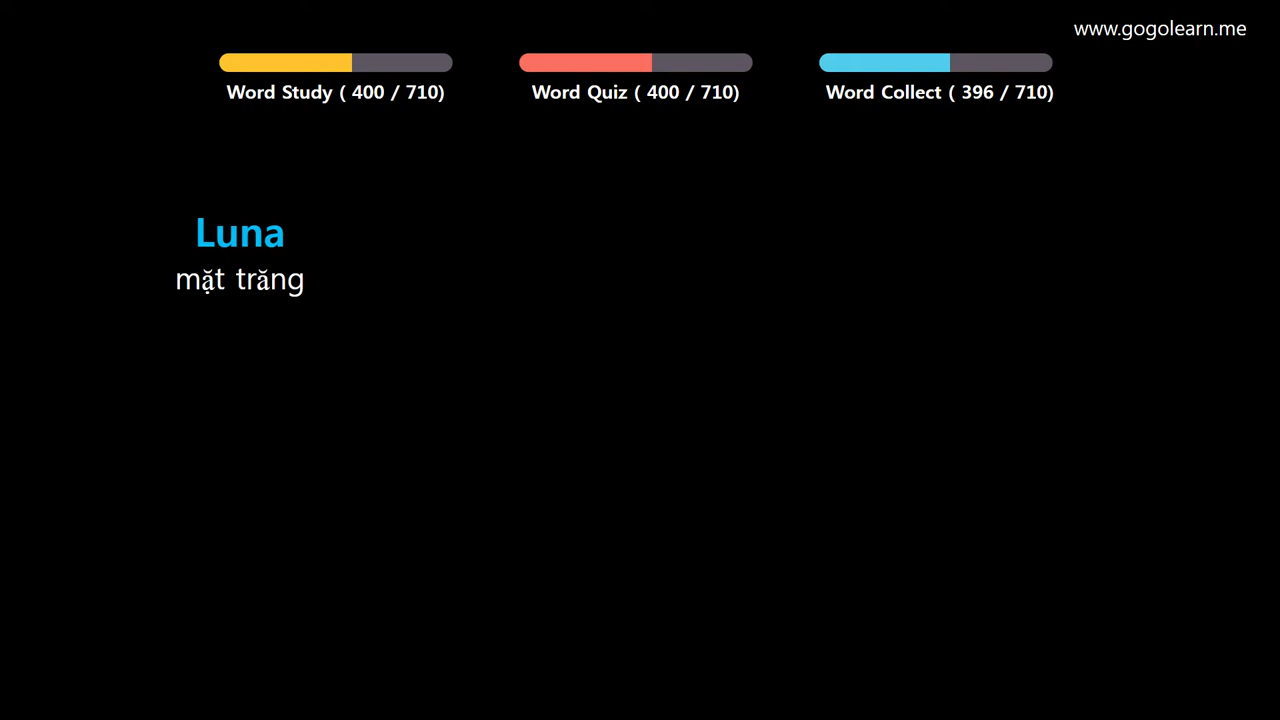 www.gogolearn.me
Word Study ( 400 / 710)
Word Quiz ( 400 / 710)
Word Collect ( 396 / 710)
Luna
mặt trăng